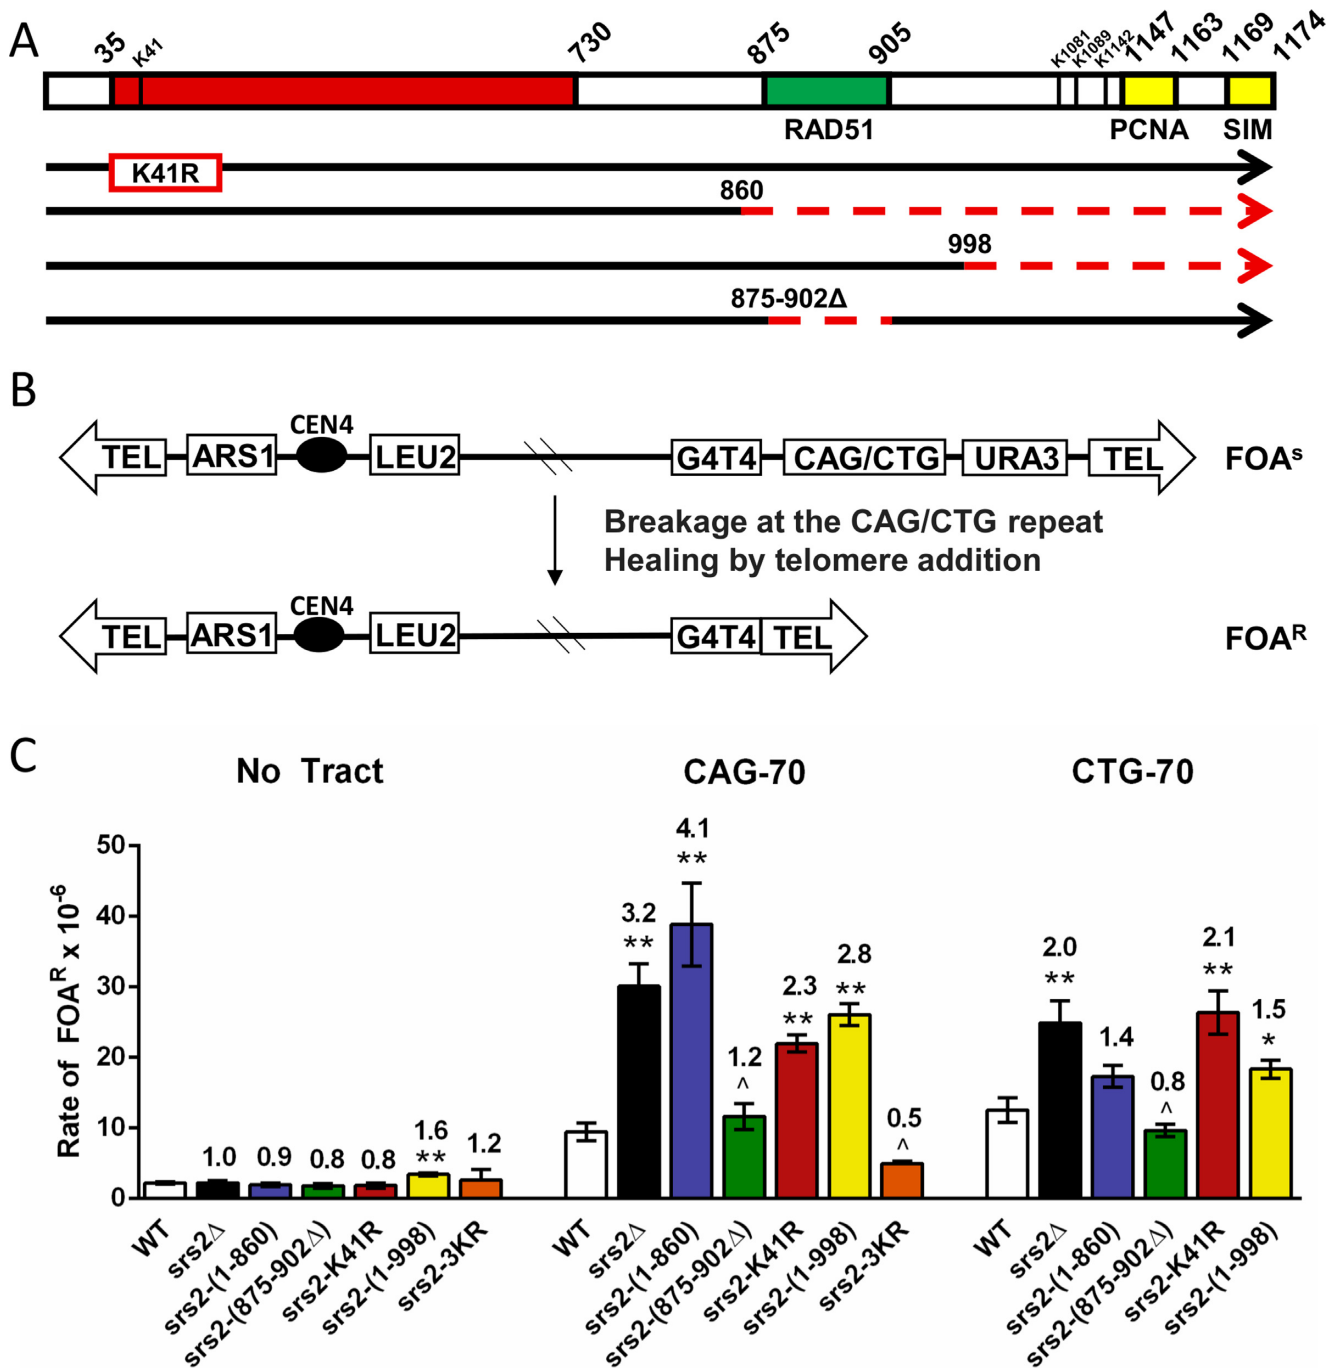 A
35 K41 730 875 905 K1081 K1089 K1142 1147 1163 1169 1174
RAD51 PCNA SIM
K41R
860
998
875-902Δ
B
CEN4
TEL ARS1 LEU2 G4T4 CAG/CTG URA3 TEL FOAˢ
Breakage at the CAG/CTG repeat
Healing by telomere addition
CEN4
TEL ARS1 LEU2 G4T4 TEL FOAᴿ
C
No Tract CAG-70 CTG-70
Rate of FOAᴿ x 10⁻⁶
50
40
30
20
10
0
1.0
0.9
0.8
0.8
1.6
**
1.2
3.2
**
4.1
**
1.2
^
2.3
**
2.8
**
0.5
^
2.0
**
1.4
0.8
^
2.1
**
1.5
*
WT
srs2Δ
srs2-(1-860)
srs2-(875-902Δ)
srs2-K41R
srs2-(1-998)
srs2-3KR
WT
srs2Δ
srs2-(1-860)
srs2-(875-902Δ)
srs2-K41R
srs2-(1-998)
srs2-3KR
WT
srs2Δ
srs2-(1-860)
srs2-(875-902Δ)
srs2-K41R
srs2-(1-998)